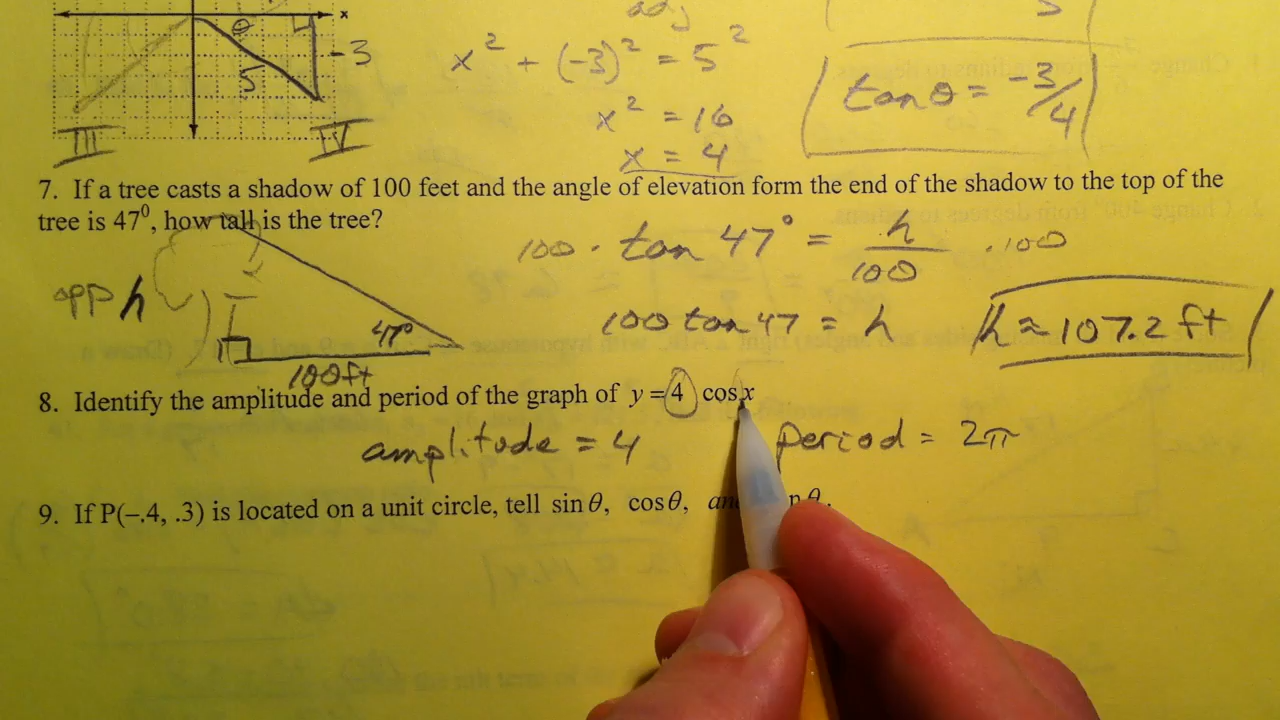 x
θ
-3
5
III
IV
adj
x² + (-3)² = 5²
x² = 16
x = 4
5
tanθ = -3/4
7. If a tree casts a shadow of 100 feet and the angle of elevation form the end of the shadow to the top of the
tree is 47⁰, how tall is the tree?
100 · tan 47° = h/100 · 100
opp h
47°
100ft
100 tan 47 = h
h ≈ 107.2 ft
8. Identify the amplitude and period of the graph of y = 4 cos x
amplitude = 4 period = 2π
9. If P(–.4, .3) is located on a unit circle, tell sin θ, cos θ, θ.